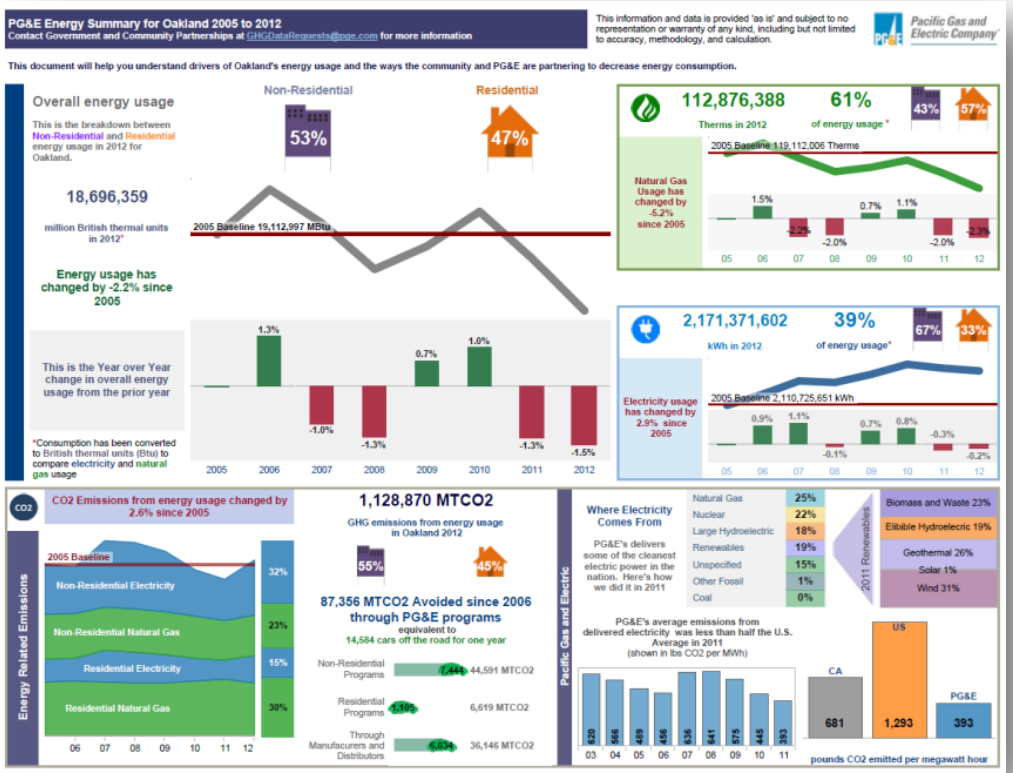 PG&E Energy Summary for Oakland 2005 to 2012
Contact Government and Community Partnerships at GHGDataRequests@pge.com for more information
This information and data is provided 'as is' and subject to no
representation or warranty of any kind, including but not limited
to accuracy, methodology, and calculation.
PG&E
Pacific Gas and
Electric Company
This document will help you understand drivers of Oakland's energy usage and the ways the community and PG&E are partnering to decrease energy consumption.
Overall energy usage
This is the breakdown between
Non-Residential and Residential
energy usage in 2012 for
Oakland.
18,696,359
million British thermal units
in 2012*
Energy usage has
changed by -2.2% since
2005
This is the Year over Year
change in overall energy
usage from the prior year
*Consumption has been converted
to British thermal units (Btu) to
compare electricity and natural
gas usage
Non-Residential
53%
Residential
47%
2005 Baseline 19,112,997 MBtu
1.3%
-1.0%
-1.3%
0.7%
1.0%
-1.3%
-1.5%
2005 2006 2007 2008 2009 2010 2011 2012
112,876,388
Therms in 2012
61%
of energy usage *
43%
57%
Natural Gas
Usage has
changed by
-5.2%
since 2005
2005 Baseline 119,112,006 Therms
1.5%
-2.2%
-2.0%
0.7%
1.1%
-2.0%
-2.3%
05 06 07 08 09 10 11 12
2,171,371,602
kWh in 2012
39%
of energy usage*
67%
33%
Electricity usage
has changed by
2.9% since
2005
2005 Baseline 2,110,725,651 kWh
0.9%
1.1%
-0.1%
0.7%
0.8%
-0.3%
-0.2%
05 06 07 08 09 10 11 12
CO2
CO2 Emissions from energy usage changed by
2.6% since 2005
Energy Related Emissions
2005 Baseline
Non-Residential Electricity
32%
Non-Residential Natural Gas
23%
Residential Electricity
15%
Residential Natural Gas
30%
06 07 08 09 10 11 12
1,128,870 MTCO2
GHG emissions from energy usage
in Oakland 2012
55%
45%
87,356 MTCO2 Avoided since 2006
through PG&E programs
equivalent to
14,584 cars off the road for one year
Non-Residential
Programs
7,444
44,591 MTCO2
Residential
Programs
1,105
6,619 MTCO2
Through
Manufacurers and
Distributors
6,034
36,146 MTCO2
Pacific Gas and Electric
Where Electricity
Comes From
PG&E's delivers
some of the cleanest
electric power in the
nation. Here's how
we did it in 2011
Natural Gas 25%
Nuclear 22%
Large Hydroelectric 18%
Renewables 19%
Unspecified 15%
Other Fossil 1%
Coal 0%
2011 Renewables
Biomass and Waste 23%
Elibible Hydroelecric 19%
Geothermal 26%
Solar 1%
Wind 31%
PG&E's average emissions from
delivered electricity was less than half the U.S.
Average in 2011
(shown in lbs CO2 per MWh)
620 566 489 456 636 641 575 445 393
03 04 05 06 07 08 09 10 11
CA
681
US
1,293
PG&E
393
pounds CO2 emitted per megawatt hour